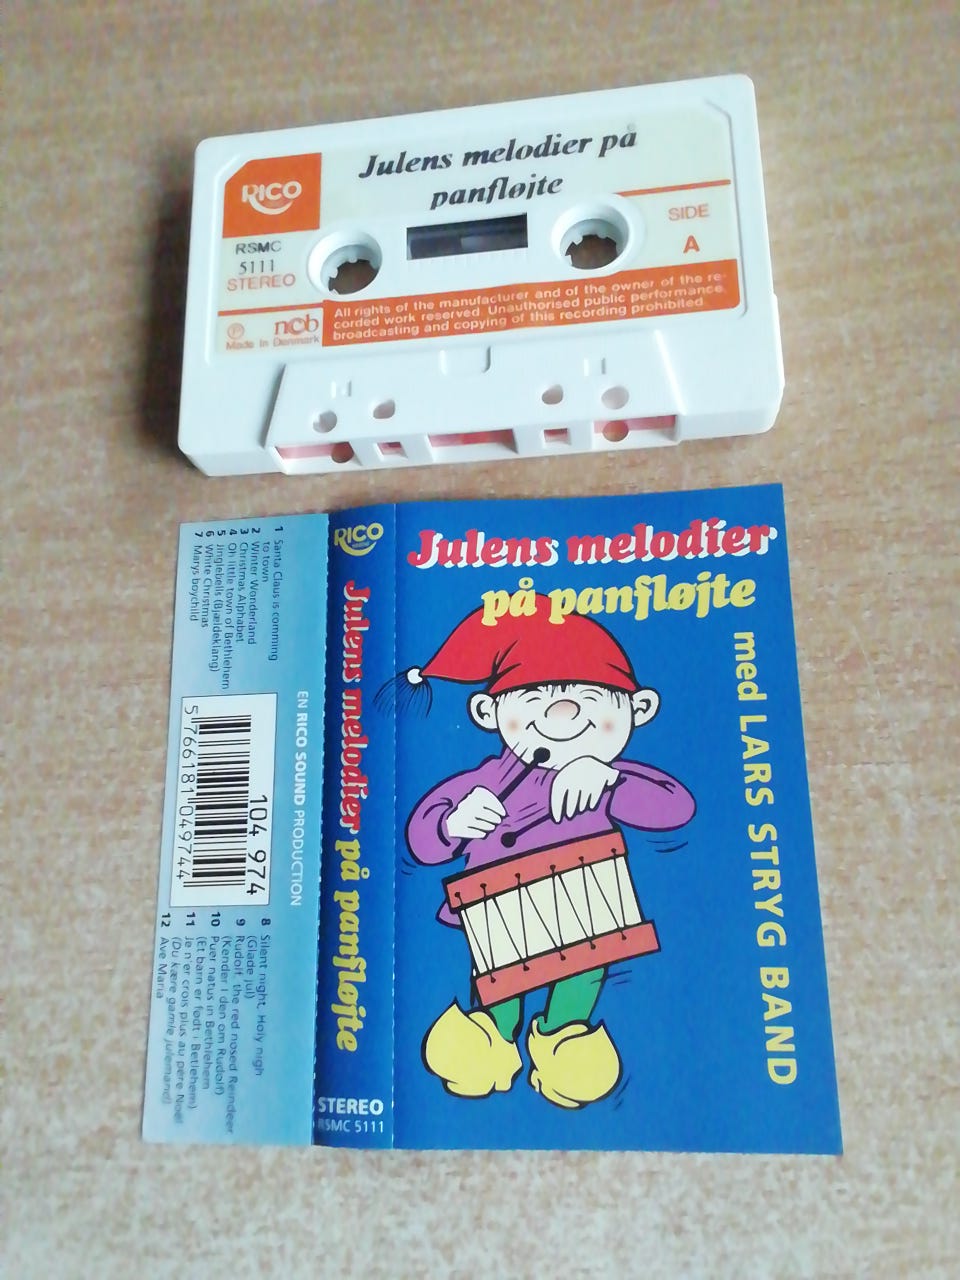 RICO
Julens melodier på
panfløjte
RSMC
5111
STEREO
SIDE
A
All rights of the manufacturer and of the owner of the re-
corded work reserved. Unauthorised public performance,
broadcasting and copying of this recording prohibited.
P
Made in Denmark
ncb
Julens melodier
på panfløjte
med LARS STRYG BAND
RICO
Julens melodier på panfløjte
STEREO
RSMC 5111
1 Santa Claus is comming
to town
2 Winter Wonderland
3 Christmas Alphabet
4 Oh little town of Bethlehem
5 Jinglebells (Bjældeklang)
6 White Christmas
7 Marys boychild
EN RICO SOUND PRODUCTION
104 974
5 766181 049744
8 Silent night, Holy nigh
(Glade jul)
9 Rudolf, the red nosed Reindeer
(Kender I den om Rudolf)
10 Puer natus in Bethlehem
(Et barn er født i Betlehem)
11 Je n'er crois plus au père Noël
(Du kære gamle julemand)
12 Ave Maria